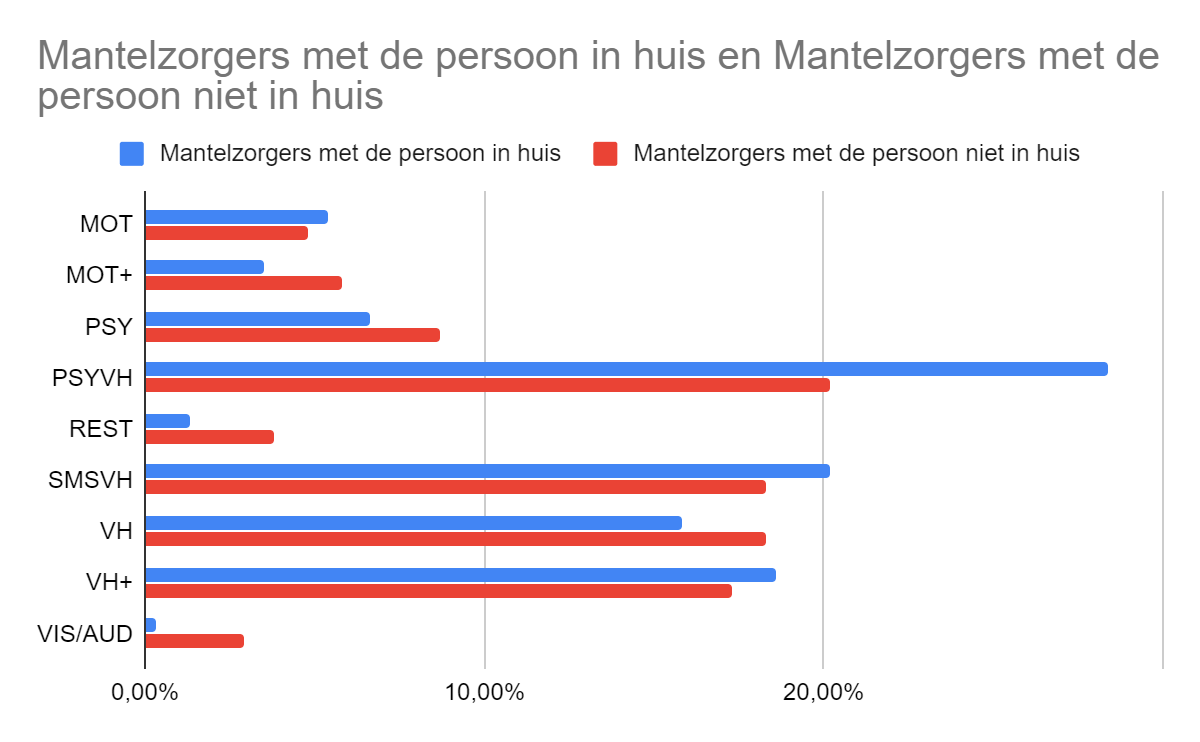 Mantelzorgers met de persoon in huis en Mantelzorgers met de
persoon niet in huis
Mantelzorgers met de persoon in huis
Mantelzorgers met de persoon niet in huis
MOT
MOT+
PSY
PSYVH
REST
SMSVH
VH
VH+
VIS/AUD
0,00%
10,00%
20,00%